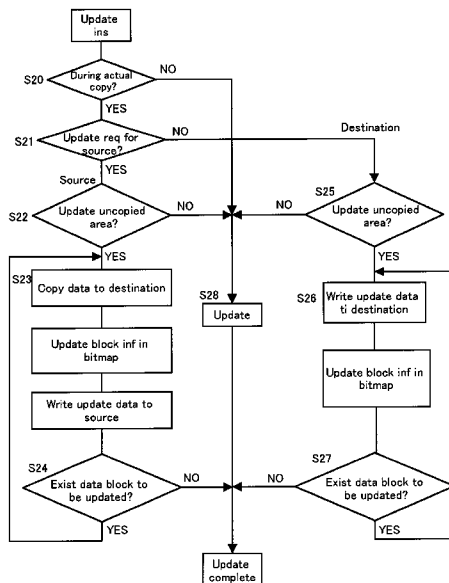 Update
ins
S20
During actual
copy?
NO
YES
S21
Update req for
source?
NO
YES
Destination
Source
S22
Update uncopied
area?
NO
YES
S25
Update uncopied
area?
NO
YES
S23
Copy data to destination
S28
Update
S26
Write update data
ti destination
Update block inf in
bitmap
Update block inf in
bitmap
Write update data to
source
S24
Exist data block to
be updated?
NO
YES
S27
Exist data block to
be updated?
NO
YES
Update
complete